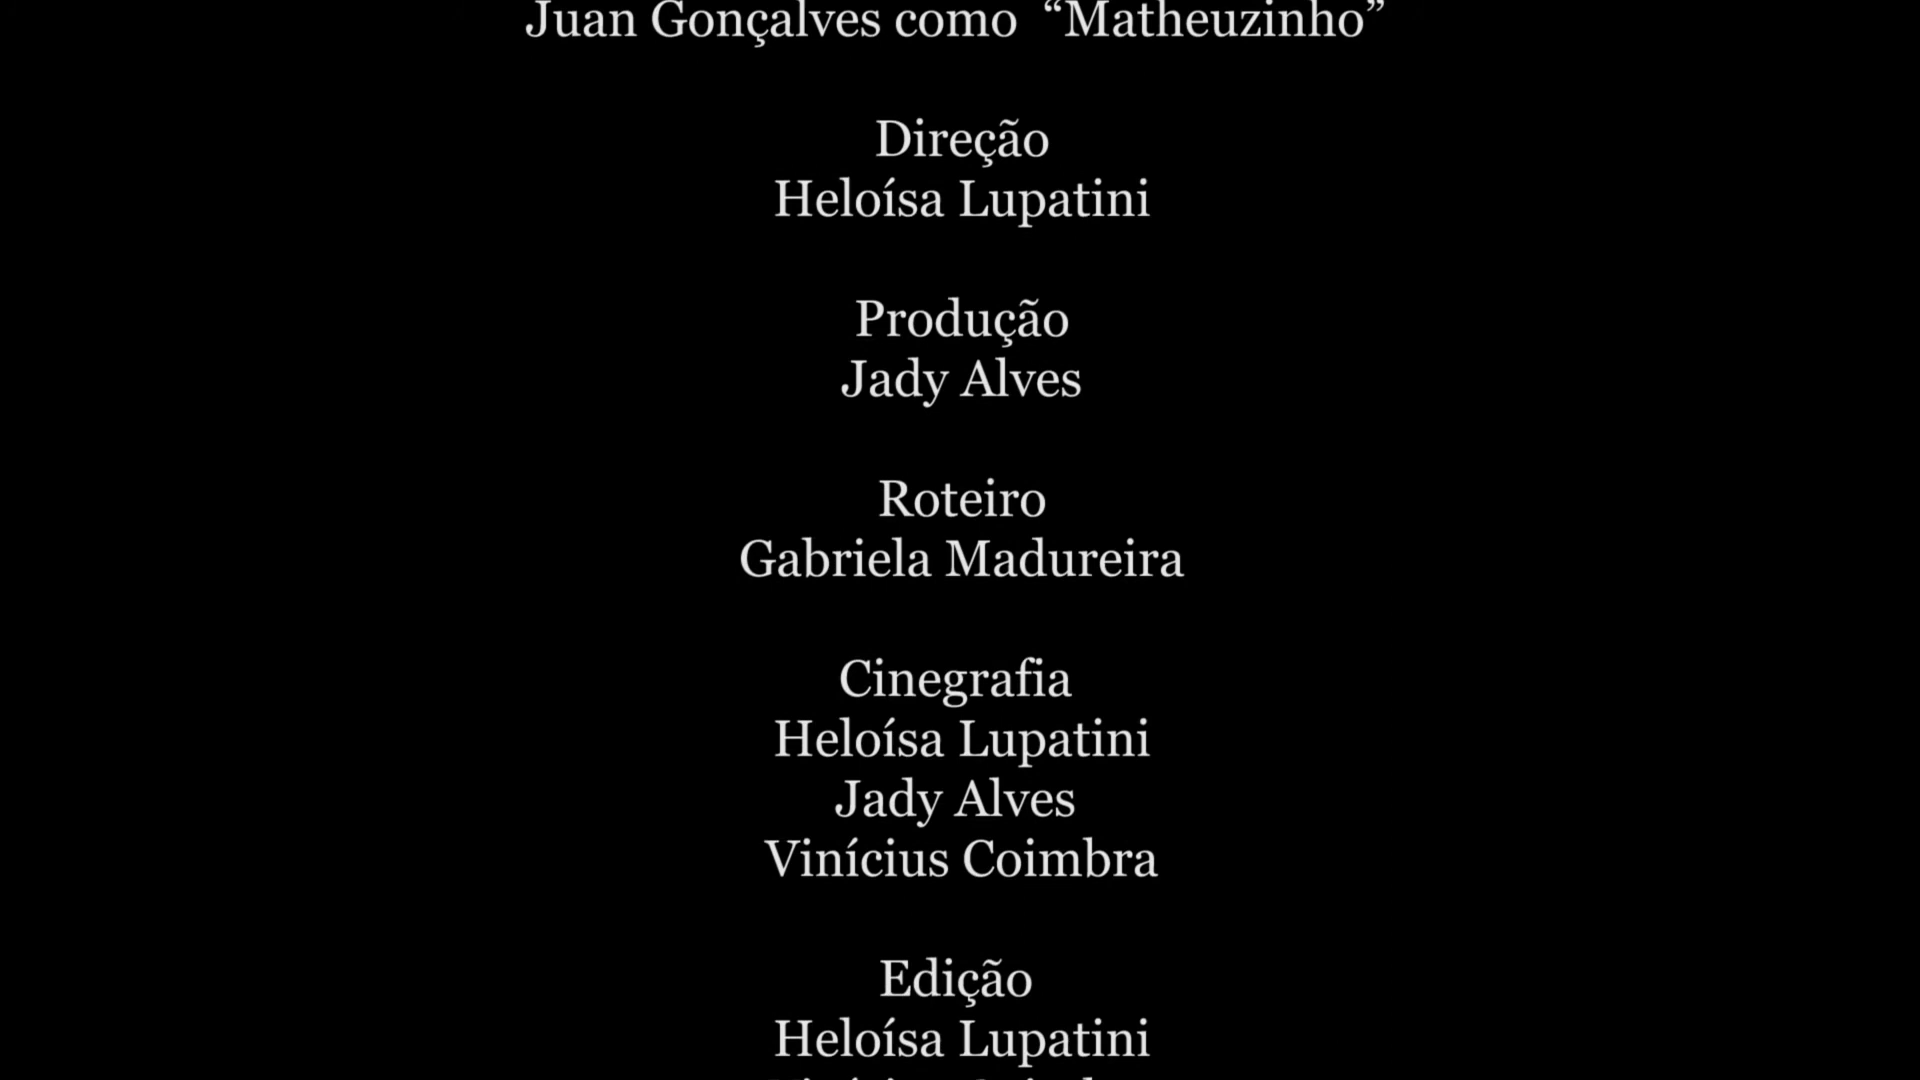 Juan Gonçalves como “Matheuzinho”
Direção
Heloísa Lupatini
Produção
Jady Alves
Roteiro
Gabriela Madureira
Cinegrafia
Heloísa Lupatini
Jady Alves
Vinícius Coimbra
Edição
Heloísa Lupatini